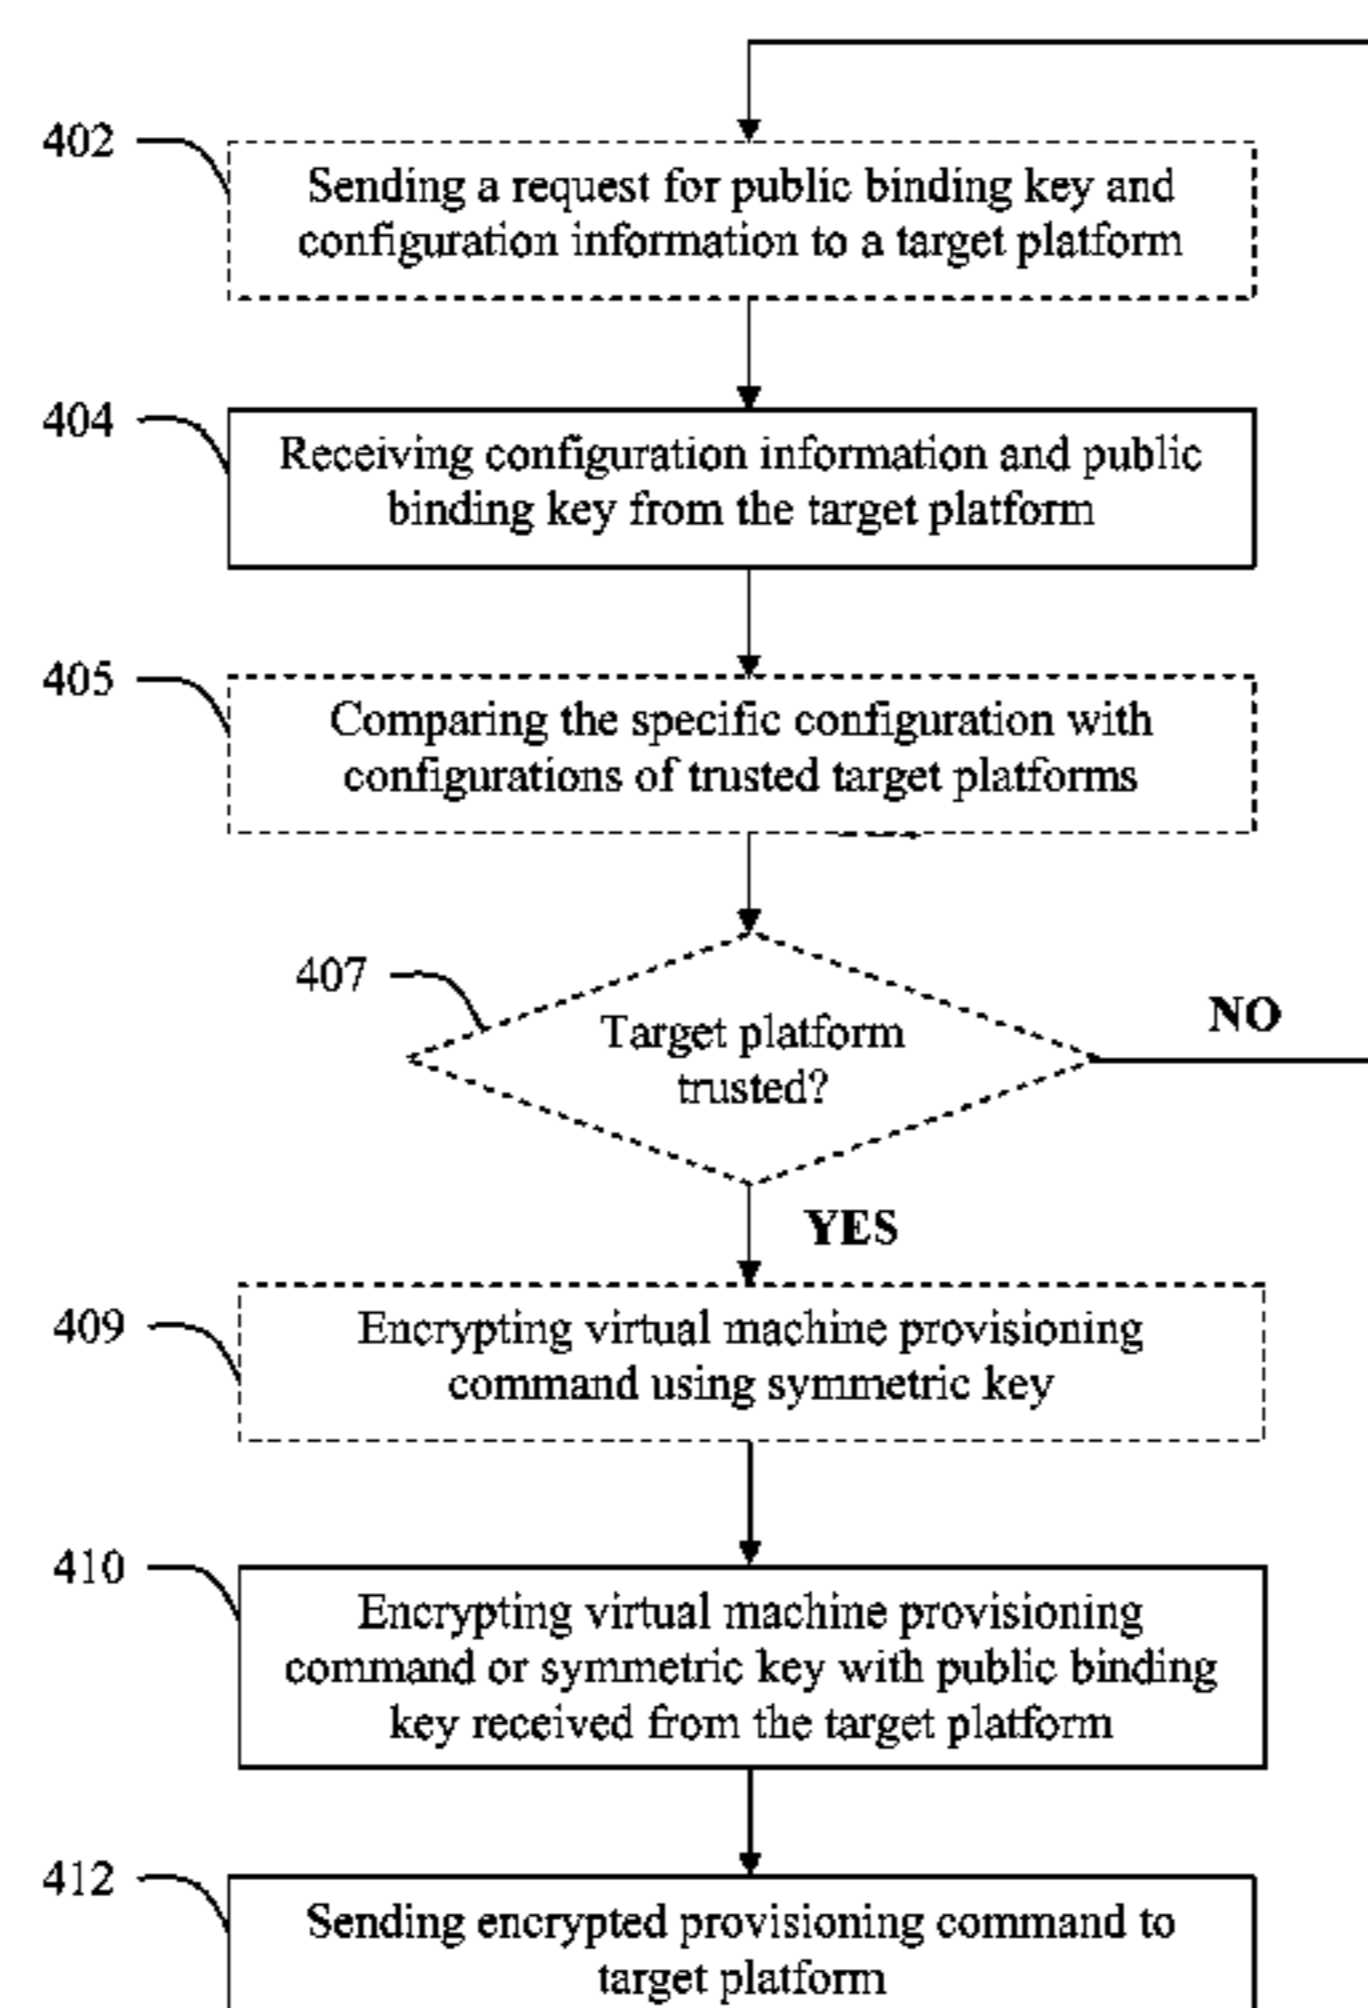 402
Sending a request for public binding key and
configuration information to a target platform
404
Receiving configuration information and public
binding key from the target platform
405
Comparing the specific configuration with
configurations of trusted target platforms
407
Target platform
trusted?
NO
YES
409
Encrypting virtual machine provisioning
command using symmetric key
410
Encrypting virtual machine provisioning
command or symmetric key with public binding
key received from the target platform
412
Sending encrypted provisioning command to
target platform